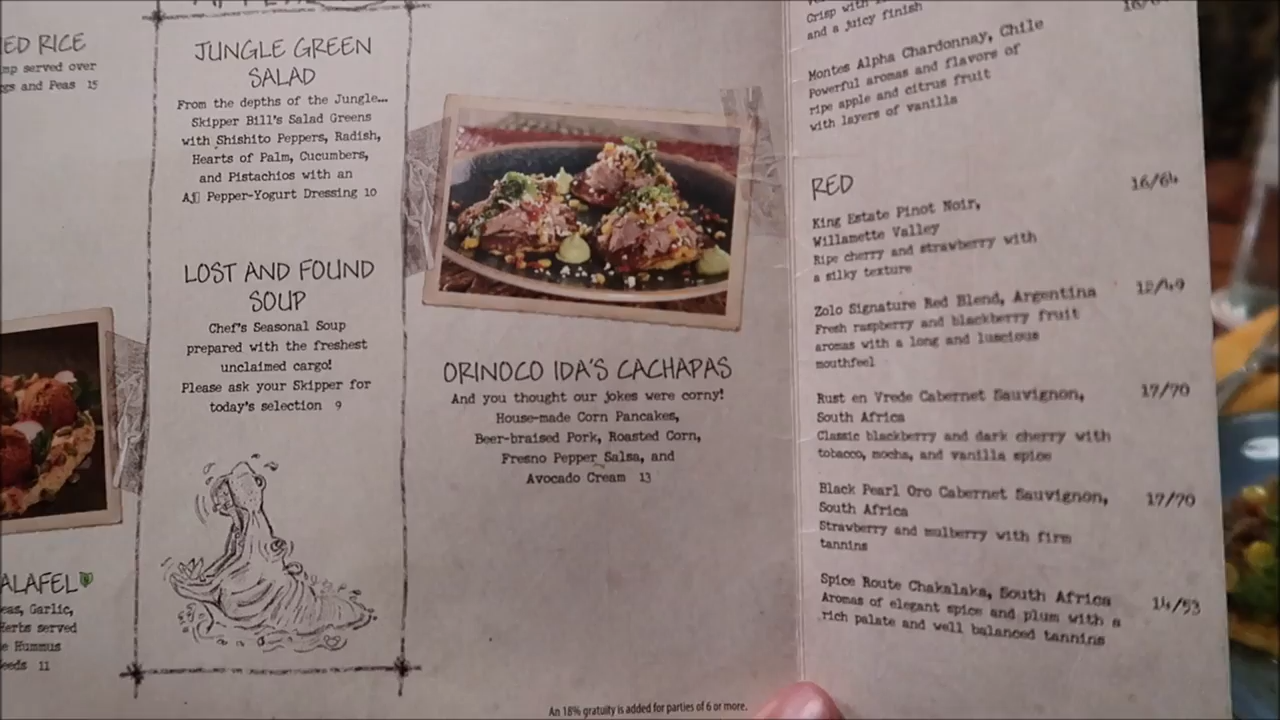 ED RICE
mp served over
gs and Peas 15
ALAFEL
eas, Garlic,
Herbs served
e Hummus
eeds 11
JUNGLE GREEN
SALAD
From the depths of the Jungle...
Skipper Bill's Salad Greens
with Shishito Peppers, Radish,
Hearts of Palm, Cucumbers,
and Pistachios with an
Pepper-Yogurt Dressing 10
LOST AND FOUND
SOUP
Chef's Seasonal Soup
prepared with the freshest
unclaimed cargo!
Please ask your Skipper for
today's selection 9
ORINOCO IDA'S CACHAPAS
And you thought our jokes were corny!
House-made Corn Pancakes,
Beer-braised Pork, Roasted Corn,
Fresno Pepper Salsa, and
Avocado Cream 13
An 18% gratuity is added for parties of 6 or more.
Crisp with
and a juicy finish
Montes Alpha Chardonnay, Chile
Powerful aromas and flavors of
ripe apple and citrus fruit
with layers of vanilla
RED
King Estate Pinot Noir, 16/64
Willamette Valley
Ripe cherry and strawberry with
a silky texture
Zolo Signature Red Blend, Argentina 12/49
Fresh raspberry and blackberry fruit
aromas with a long and luscious
mouthfeel
Rust en Vrede Cabernet Sauvignon, 17/70
South Africa
Classic blackberry and dark cherry with
tobacco, mocha, and vanilla spice
Black Pearl Oro Cabernet Sauvignon, 17/70
South Africa
Strawberry and mulberry with firm
tannins
Spice Route Chakalaka, South Africa 14/53
Aromas of elegant spice and plum with a
rich palate and well balanced tannins